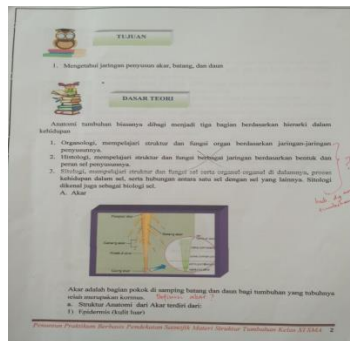 TUJUAN
1. Mengetahui jaringan penyusun akar, batang, dan daun
DASAR TEORI
Anatomi tumbuhan biasanya dibagi menjadi tiga bagian berdasarkan hierarki dalam
kehidupan
1. Organologi, mempelajari struktur dan fungsi organ berdasarkan jaringan-jaringan
penyusunnya.
2. Histologi, mempelajari struktur dan fungsi berbagai jaringan berdasarkan bentuk dan
peran sel penyusunnya.
2. Sitologi, mempelajari struktur dan fungsi sel serta organel-organel di dalamnya, proses
kehidupan dalam sel, serta hubungan antara satu sel dengan sel yang lainnya. Sitologi
dikenal juga sebagai biologi sel.
A. Akar
Akar adalah bagian pokok di samping batang dan daun bagi tumbuhan yang tubuhnya
telah merupakan kormus.
a. Struktur Anatomi dari Akar terdiri dari:
1) Epidermis (kulit luar)
Penuntun Praktikum Berbasis Pendekatan Saintifik Materi Struktur Tumbuhan Kelas XI SMA 2